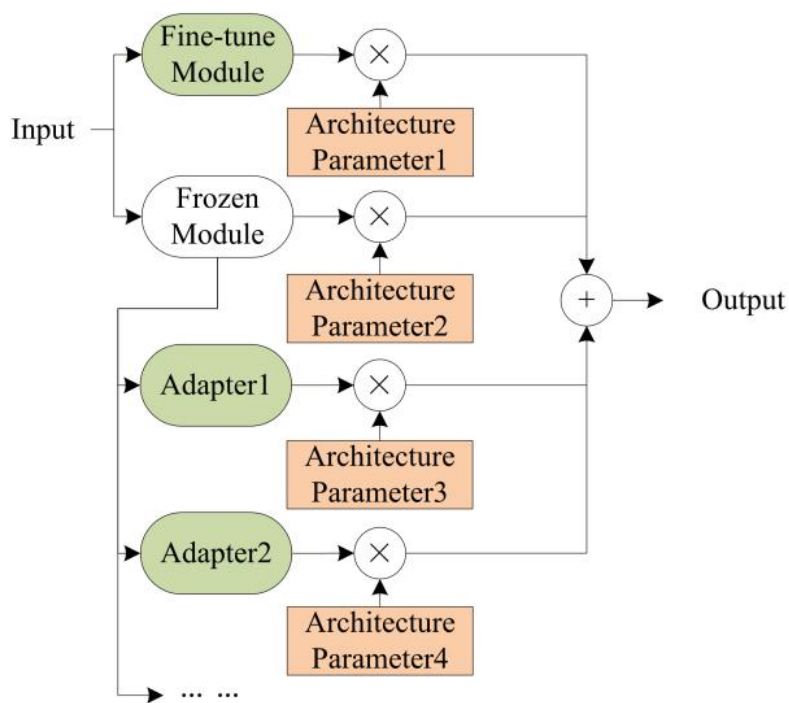 Fine-tune
Module
×
Input
Architecture
Parameter1
Frozen
Module
×
Architecture
Parameter2
+
Output
Adapter1
×
Architecture
Parameter3
Adapter2
×
Architecture
Parameter4
... ...